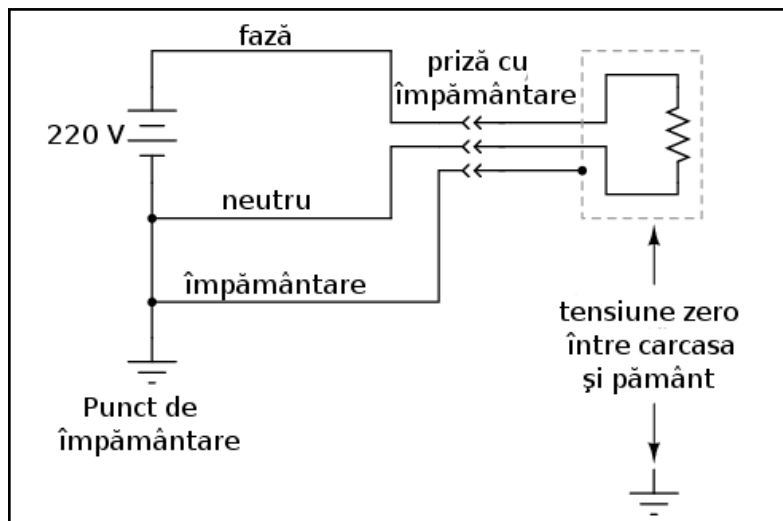 fază
priză cu
împământare
220 V
neutru
împământare
tensiune zero
între carcasa
şi pământ
Punct de
împământare